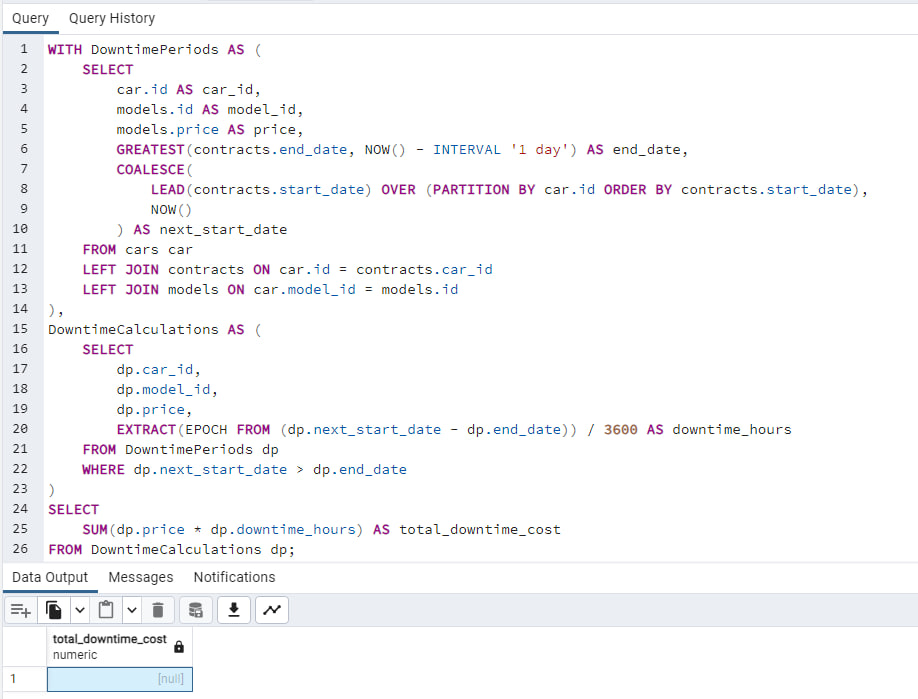 Query Query History
1 WITH DowntimePeriods AS (
2 SELECT
3 car.id AS car_id,
4 models.id AS model_id,
5 models.price AS price,
6 GREATEST(contracts.end_date, NOW() - INTERVAL '1 day') AS end_date,
7 COALESCE(
8 LEAD(contracts.start_date) OVER (PARTITION BY car.id ORDER BY contracts.start_date),
9 NOW()
10 ) AS next_start_date
11 FROM cars car
12 LEFT JOIN contracts ON car.id = contracts.car_id
13 LEFT JOIN models ON car.model_id = models.id
14 ),
15 DowntimeCalculations AS (
16 SELECT
17 dp.car_id,
18 dp.model_id,
19 dp.price,
20 EXTRACT(EPOCH FROM (dp.next_start_date - dp.end_date)) / 3600 AS downtime_hours
21 FROM DowntimePeriods dp
22 WHERE dp.next_start_date > dp.end_date
23 )
24 SELECT
25 SUM(dp.price * dp.downtime_hours) AS total_downtime_cost
26 FROM DowntimeCalculations dp;
Data Output Messages Notifications
total_downtime_cost
numeric
1 [null]